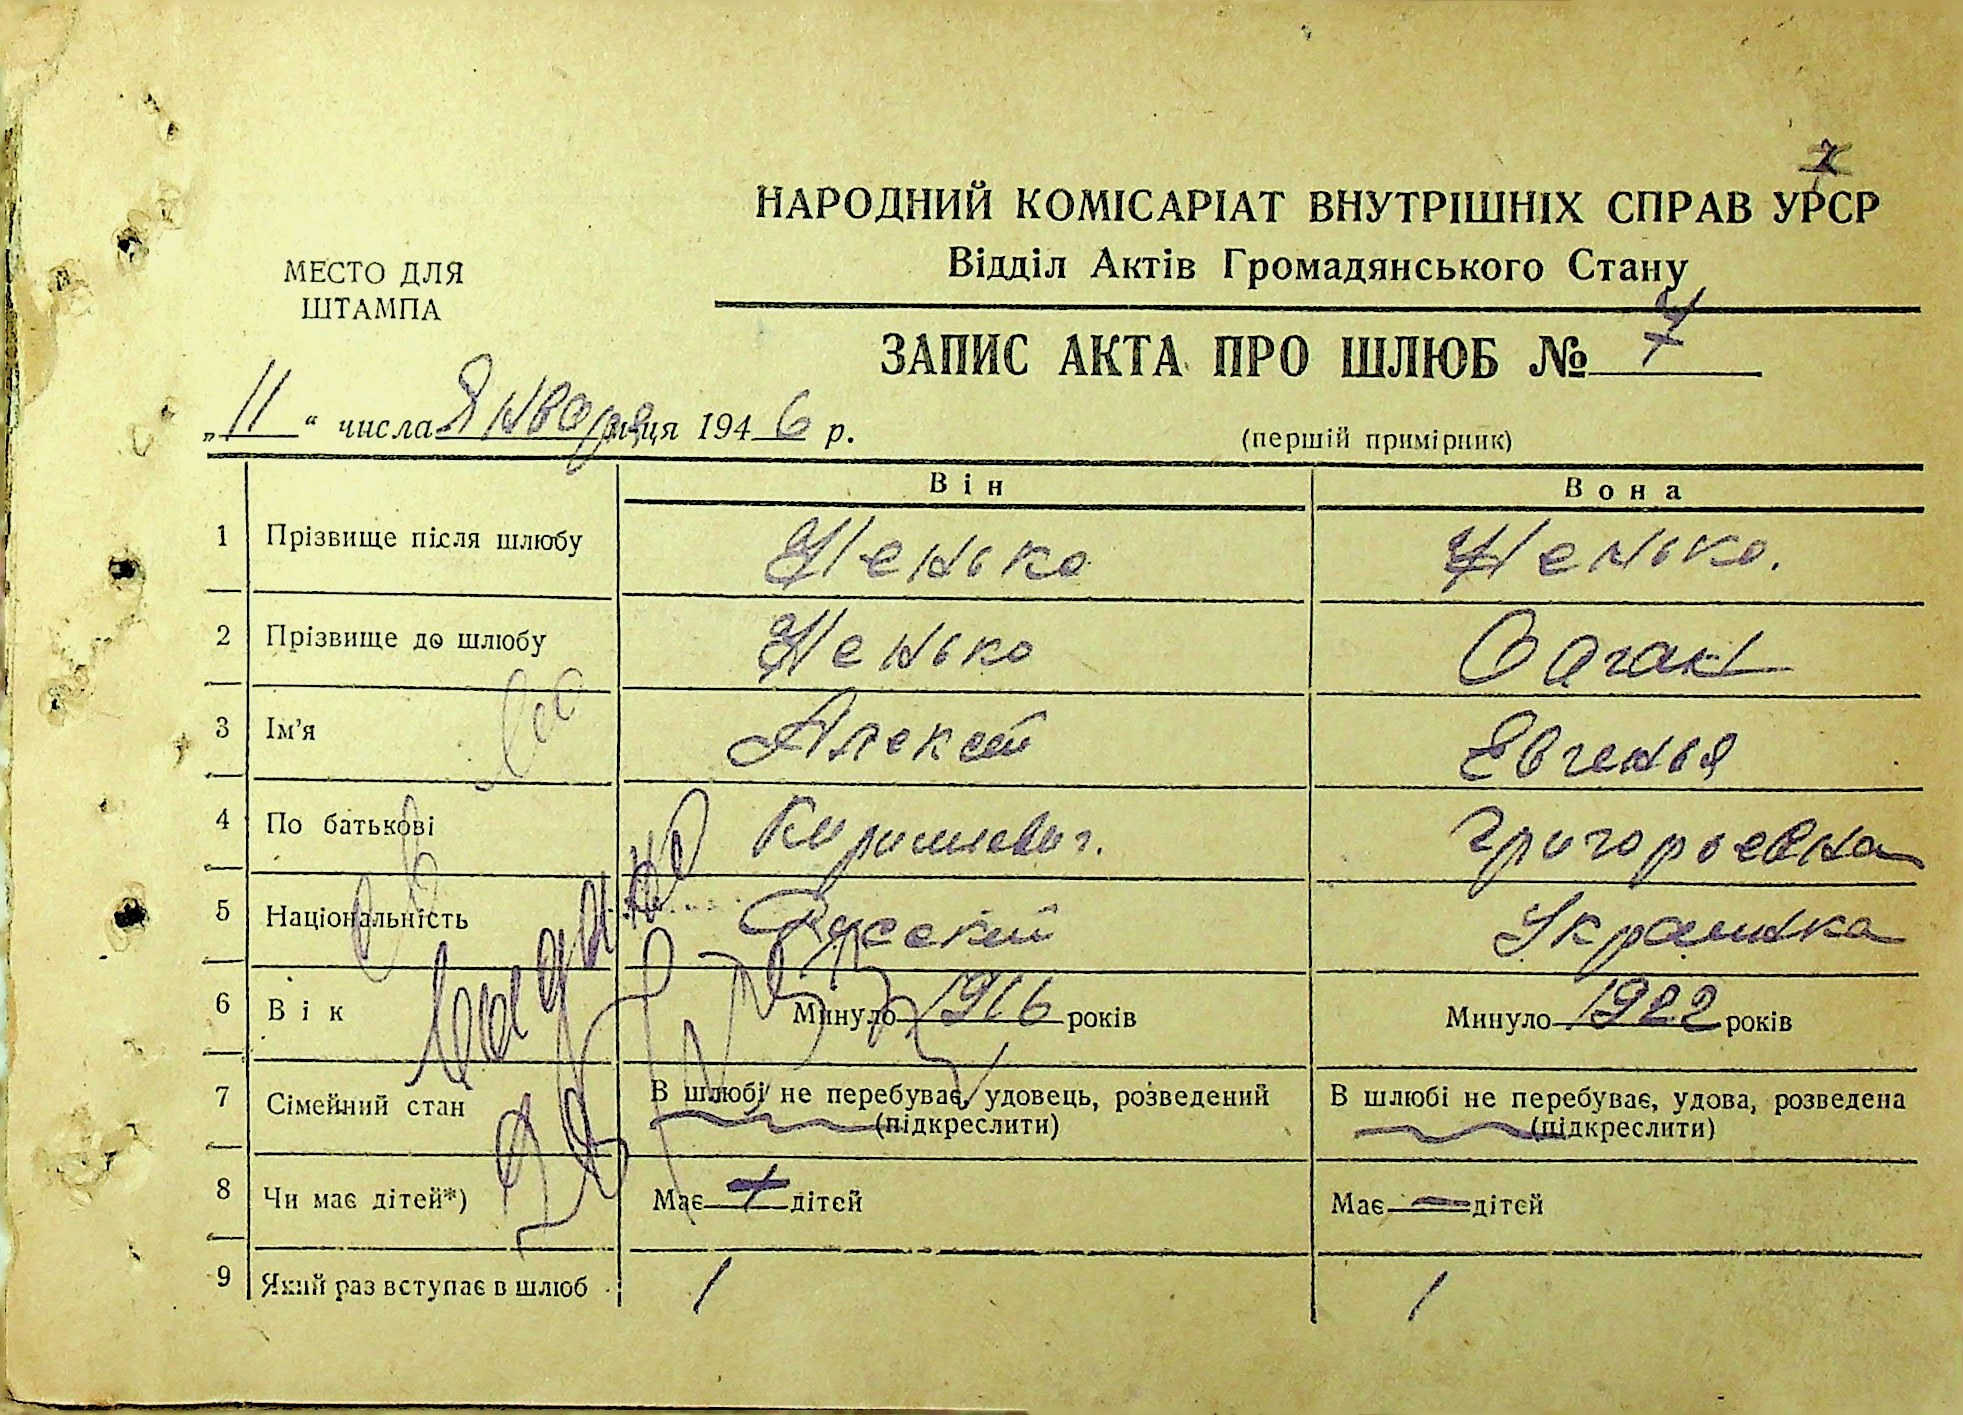 7
НАРОДНИЙ КОМІСАРІАТ ВНУТРІШНІХ СПРАВ УРСР
Відділ Актів Громадянського Стану
МЕСТО ДЛЯ
ШТАМПА
ЗАПИС АКТА ПРО ШЛЮБ № 7
„11“ числа Января місяця 1946 р.
(перший примірник)
Він Вона
1 Прізвище після шлюбу
2 Прізвище до шлюбу
3 Ім'я Алексей Евгенья
4 По батькові Григорьевна
5 Національність Русский Украинка
6 Вік Минуло 1916 років Минуло 1922 років
7 Сімейний стан В шлюбі не перебуває, удовець, розведений В шлюбі не перебуває, удова, розведена
(підкреслити) (підкреслити)
8 Чи має дітей*) Має — дітей Має — дітей
9 Який раз вступає в шлюб 1 1